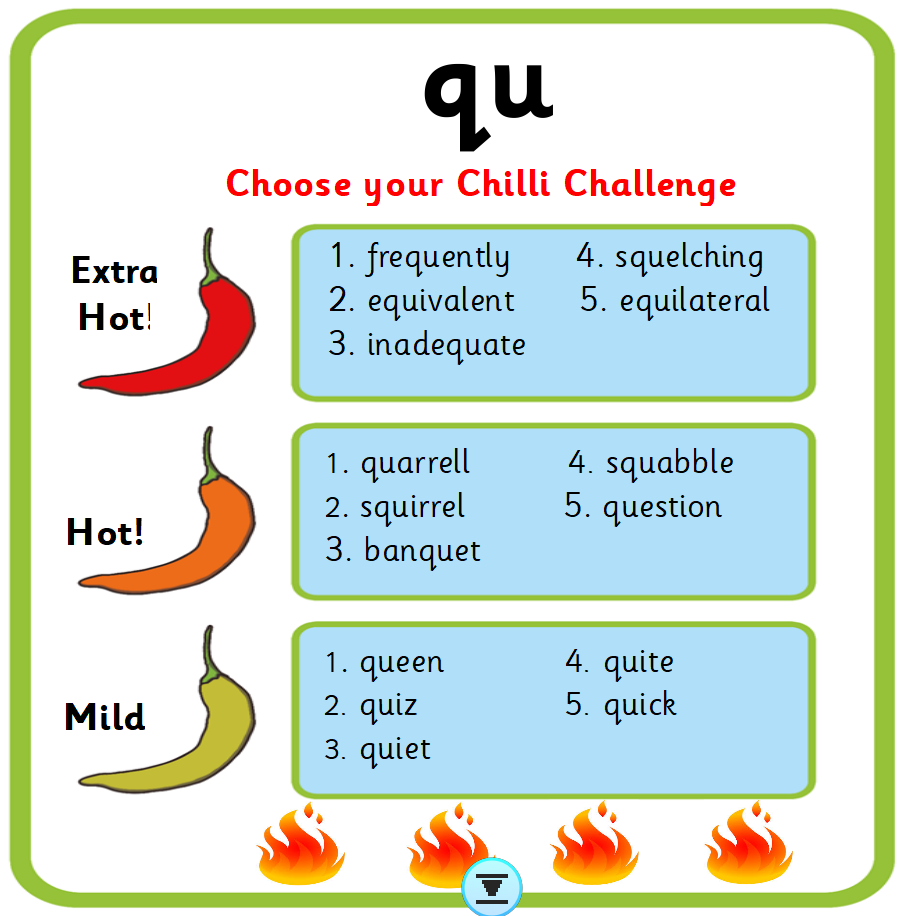 qu
Choose your Chilli Challenge
Extra
Hot!
1. frequently 4. squelching
2. equivalent 5. equilateral
3. inadequate
Hot!
1. quarrell 4. squabble
2. squirrel 5. question
3. banquet
Mild
1. queen 4. quite
2. quiz 5. quick
3. quiet